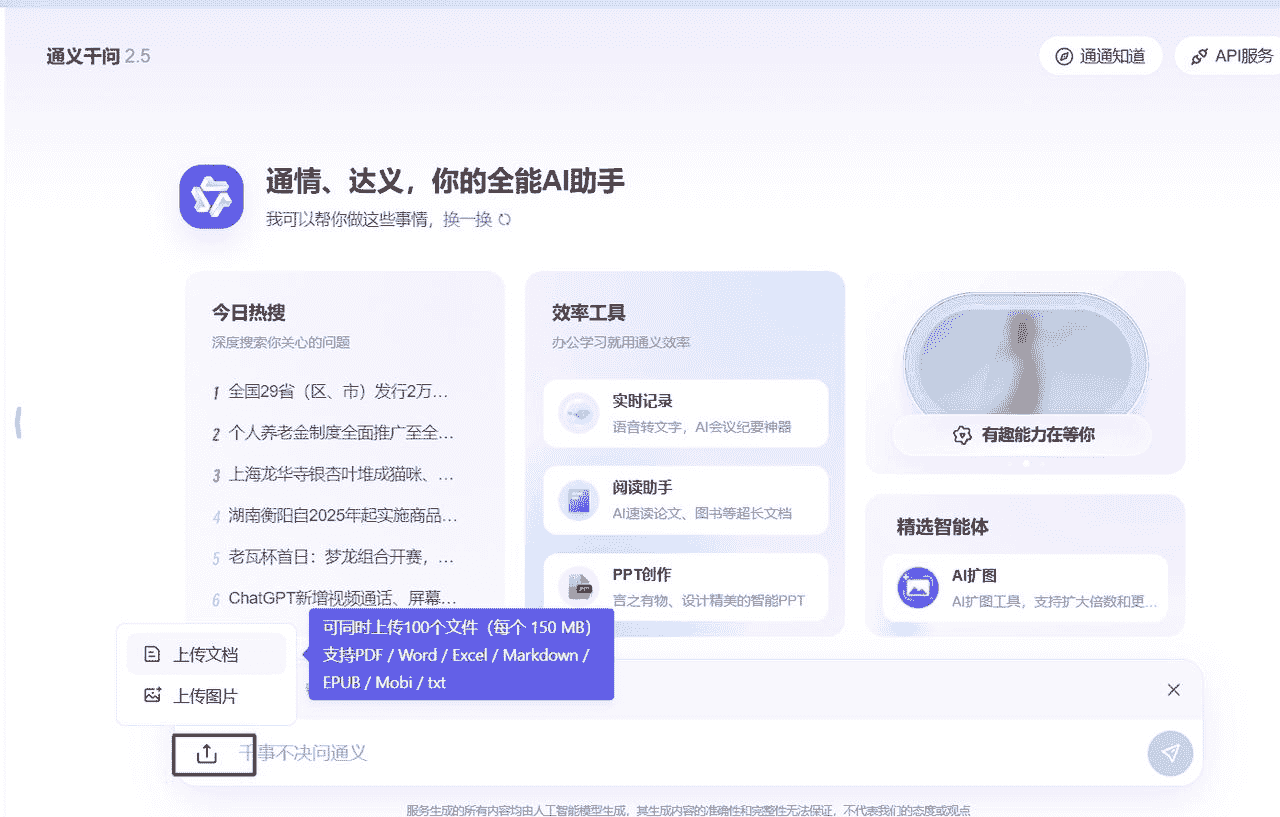 通义千问 2.5
通通知道
API服务
通情、达义，你的全能AI助手
我可以帮你做这些事情，换一换
今日热搜
深度搜索你关心的问题
1 全国29省（区、市）发行2万…
2 个人养老金制度全面推广至全…
3 上海龙华寺银杏叶堆成猫咪、…
4 湖南衡阳自2025年起实施商品…
5 老瓦杯首日：梦龙组合开赛，…
6 ChatGPT新增视频通话、屏幕…
效率工具
办公学习就用通义效率
实时记录
语音转文字，AI会议纪要神器
阅读助手
AI速读论文、图书等超长文档
PPT创作
言之有物、设计精美的智能PPT
有趣能力在等你
精选智能体
AI扩图
AI扩图工具，支持扩大倍数和更…
上传文档
上传图片
可同时上传100个文件（每个 150 MB）
支持PDF / Word / Excel / Markdown /
EPUB / Mobi / txt
千事不决问通义
服务生成的所有内容均由人工智能模型生成，其生成内容的准确性和完整性无法保证，不代表我们的态度或观点